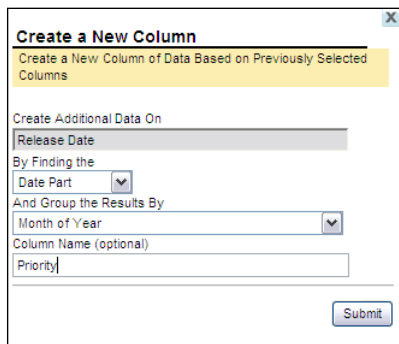 X
Create a New Column
Create a New Column of Data Based on Previously Selected
Columns
Create Additional Data On
Release Date
By Finding the
Date Part
And Group the Results By
Month of Year
Column Name (optional)
Priority
Submit